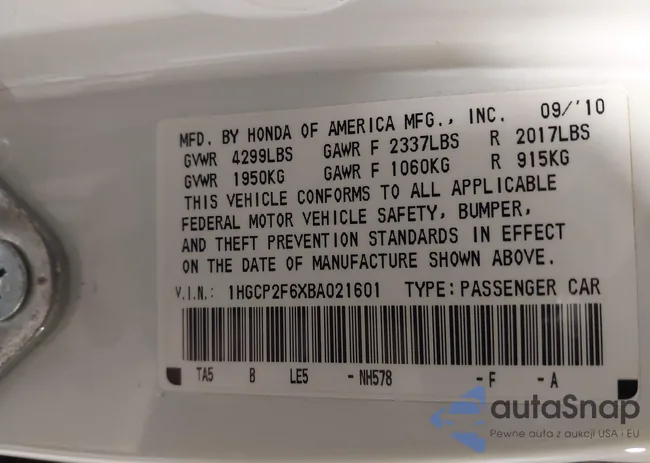 MFD. BY HONDA OF AMERICA MFG., INC. 09/'10
GVWR 4299LBS GAWR F 2337LBS R 2017LBS
GVWR 1950KG GAWR F 1060KG R 915KG
THIS VEHICLE CONFORMS TO ALL APPLICABLE
FEDERAL MOTOR VEHICLE SAFETY, BUMPER,
AND THEFT PREVENTION STANDARDS IN EFFECT
ON THE DATE OF MANUFACTURE SHOWN ABOVE.
V.I.N.: 1HGCP2F6XBA021601 TYPE: PASSENGER CAR
TA5 B LE5 -NH578 -F -A
autaSnap
Pewne auta z aukcji USA i EU